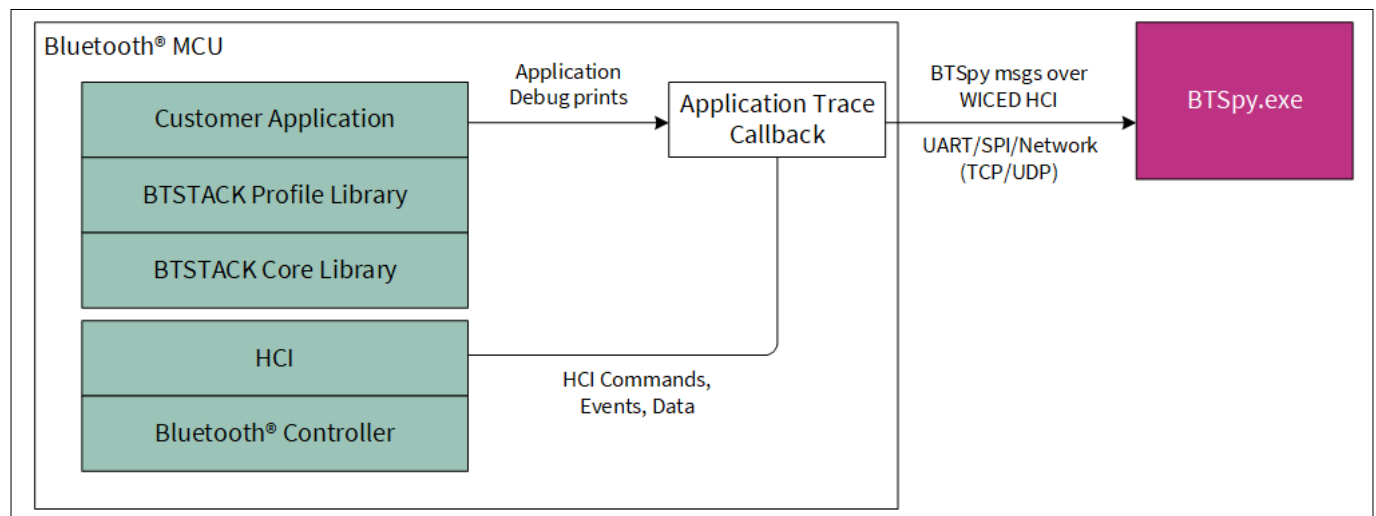 Bluetooth® MCU
Customer Application
BTSTACK Profile Library
BTSTACK Core Library
HCI
Bluetooth® Controller
Application
Debug prints
Application Trace
Callback
HCI Commands,
Events, Data
BTSpy msgs over
WICED HCI
UART/SPI/Network
(TCP/UDP)
BTSpy.exe